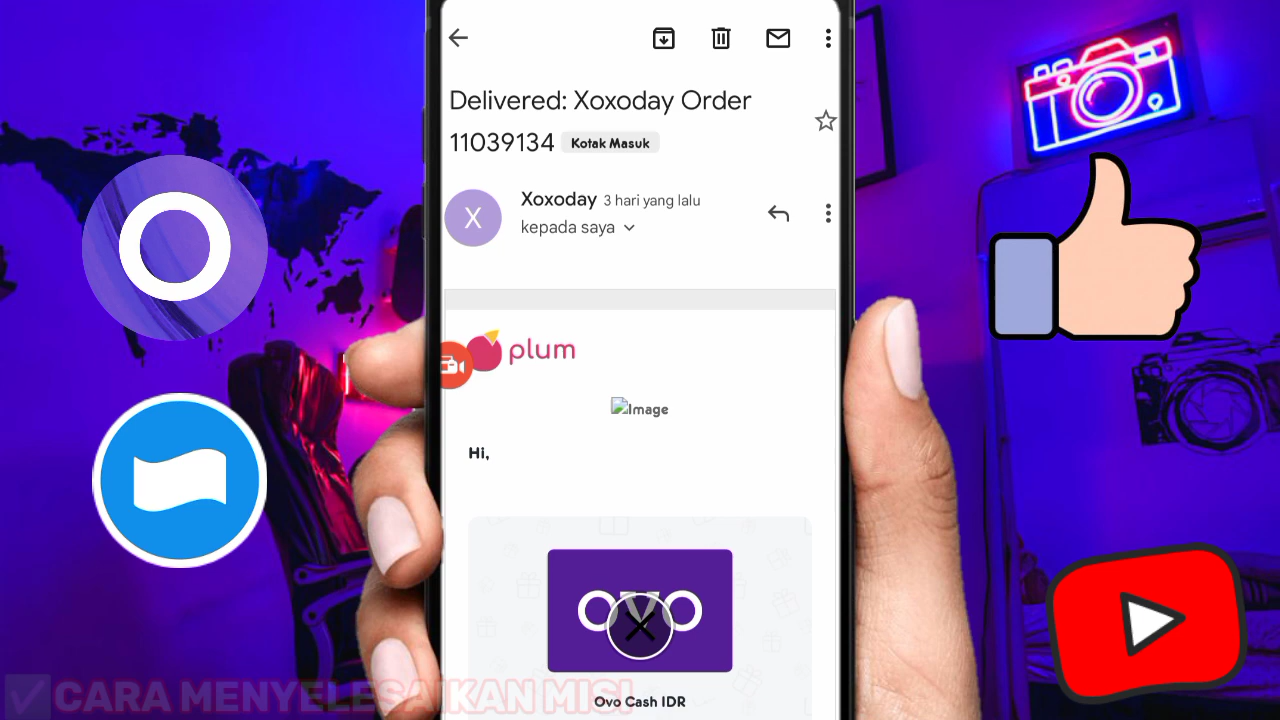 Delivered: Xoxoday Order
11039134 Kotak Masuk
X
Xoxoday 3 hari yang lalu
kepada saya
plum
Image
Hi,
OVO
Ovo Cash IDR
✅CARA MENYELESAIKAN MISI